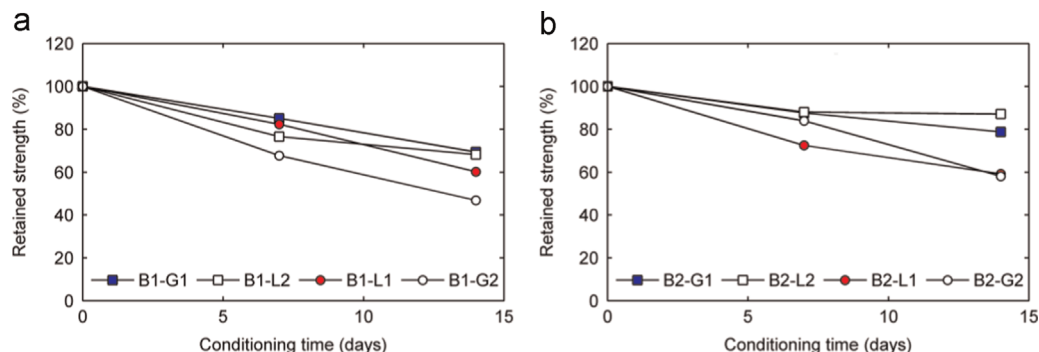 a
120
100
80
60
40
20
0
Retained strength (%)
B1-G1 B1-L2 B1-L1 B1-G2
0 5 10 15
Conditioning time (days)
b
120
100
80
60
40
20
0
Retained strength (%)
B2-G1 B2-L2 B2-L1 B2-G2
0 5 10 15
Conditioning time (days)